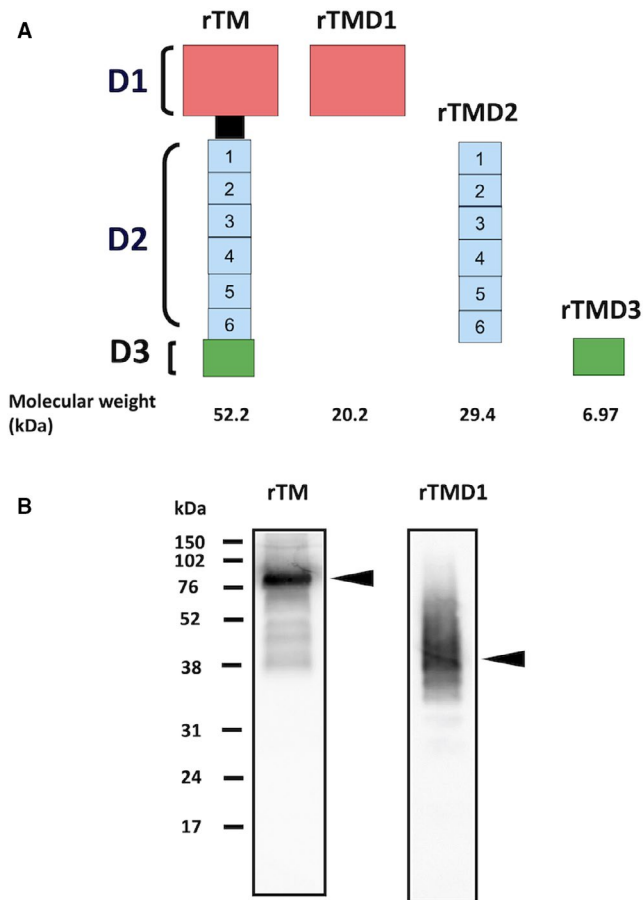 A
rTM
rTMD1
D1
rTMD2
D2
1
2
3
4
5
6
1
2
3
4
5
6
rTMD3
D3
Molecular weight
(kDa)
52.2
20.2
29.4
6.97
B
kDa
rTM
rTMD1
150
102
76
52
38
31
24
17